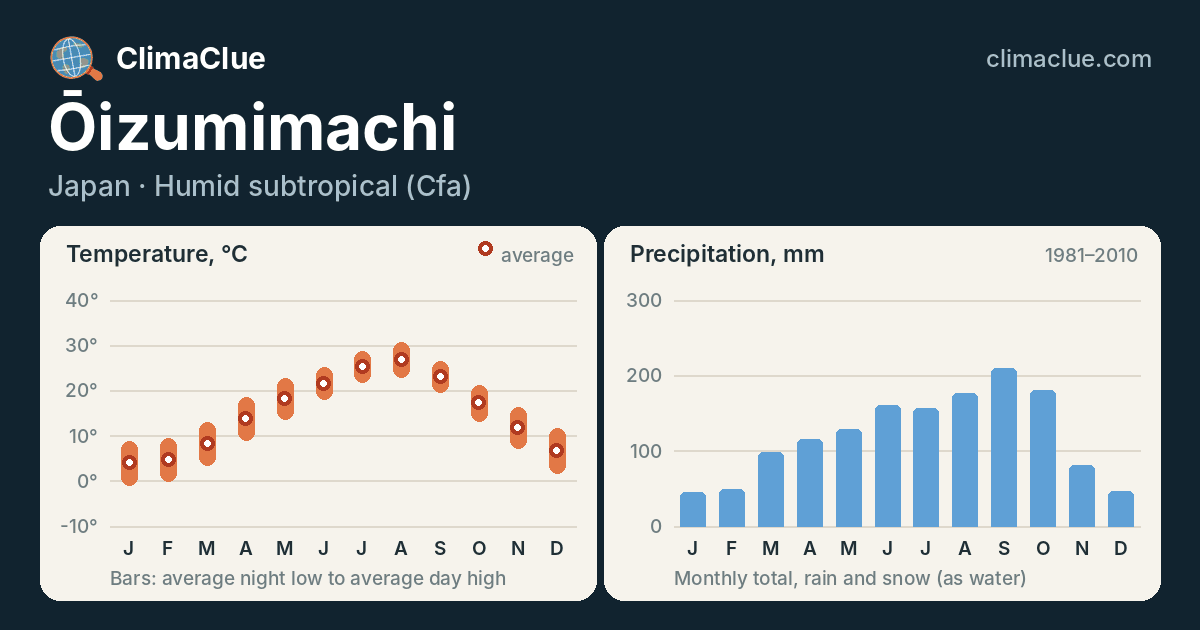 ClimaClue
climaclue.com
Ōizumimachi
Japan · Humid subtropical (Cfa)
Temperature, °C
average
40°
30°
20°
10°
0°
-10°
J F M A M J J A S O N D
Bars: average night low to average day high
Precipitation, mm
1981–2010
300
200
100
0
J F M A M J J A S O N D
Monthly total, rain and snow (as water)